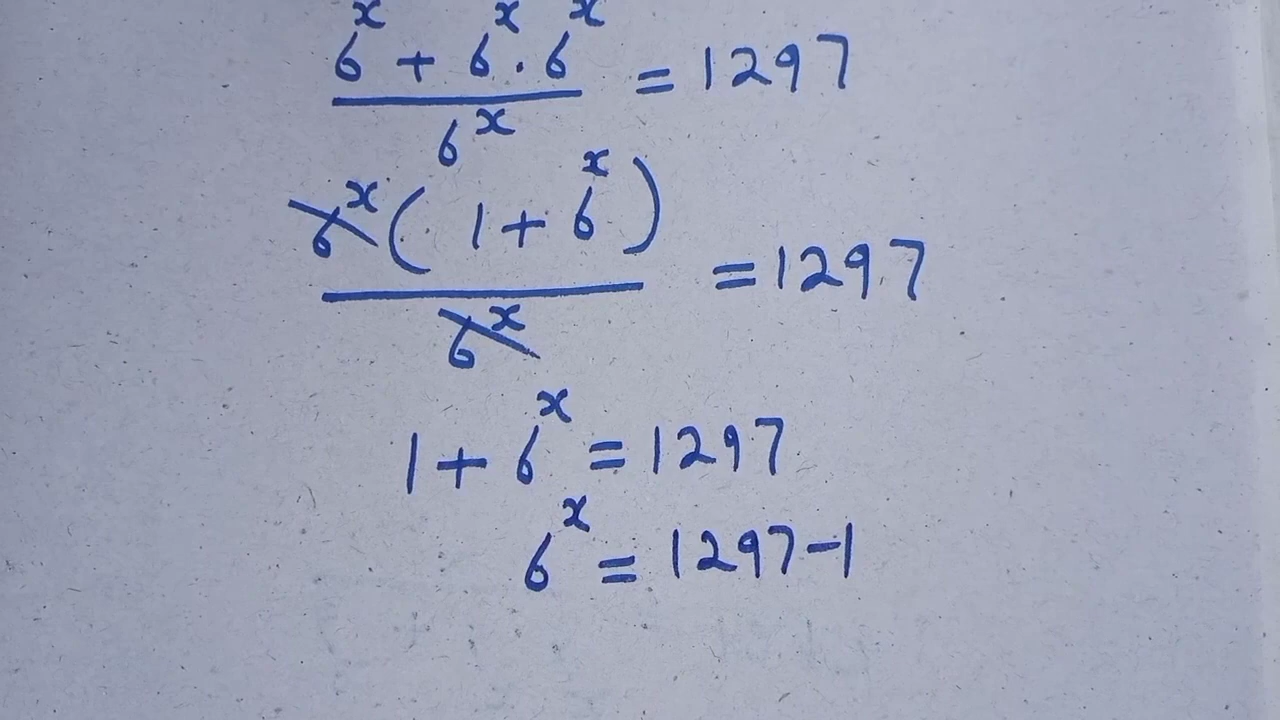 6^x + 6^x . 6^x / 6^x = 1297
6^x ( 1 + 6^x ) / 6^x = 1297
1 + 6^x = 1297
6^x = 1297 - 1